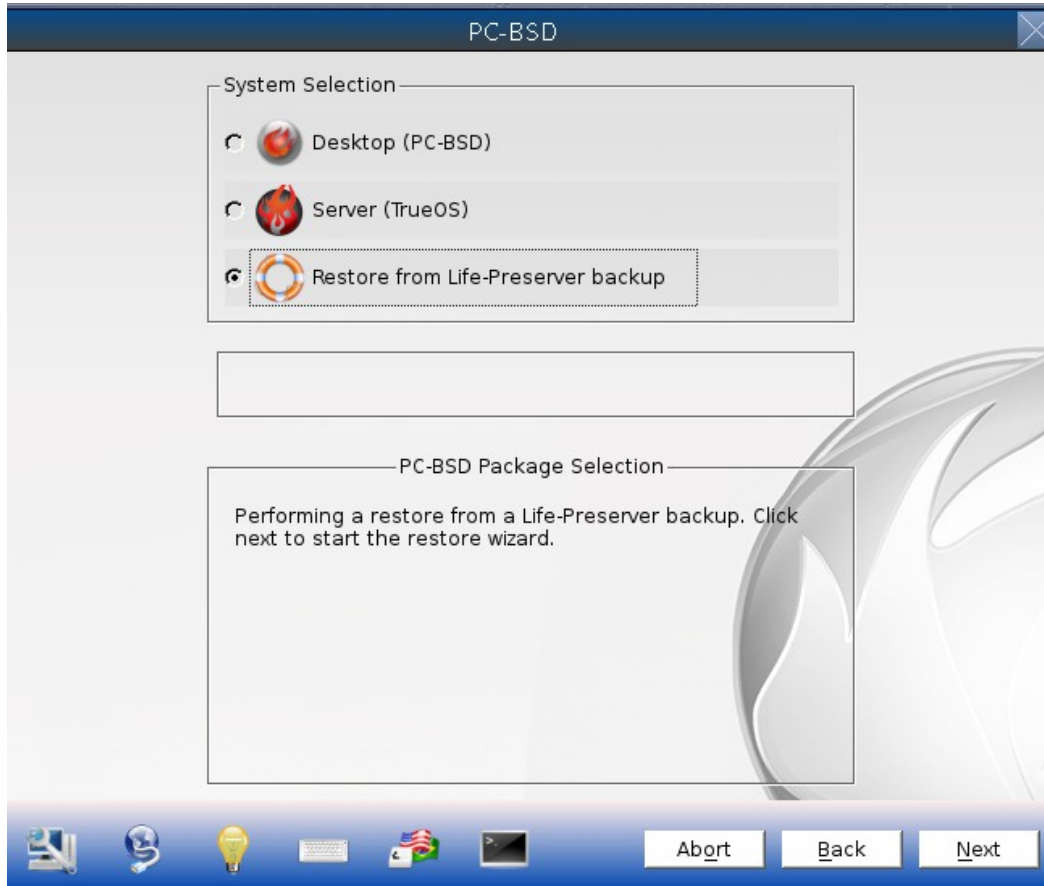 PC-BSD
System Selection
Desktop (PC-BSD)
Server (TrueOS)
Restore from Life-Preserver backup
PC-BSD Package Selection
Performing a restore from a Life-Preserver backup. Click
next to start the restore wizard.
Abort
Back
Next